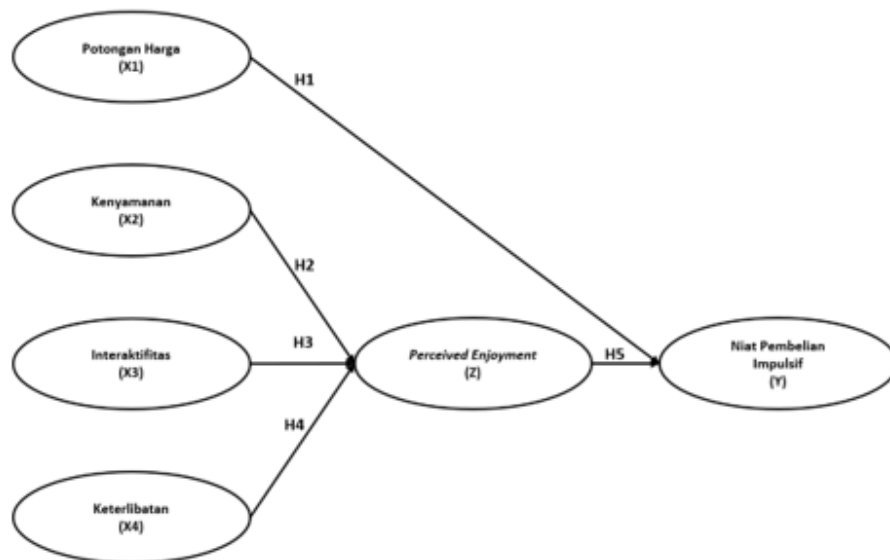 Potongan Harga
(X1)
H1
Kenyamanan
(X2)
H2
Interaktifitas
(X3)
H3
Perceived Enjoyment
(Z)
H5
Niat Pembelian
Impulsif
(Y)
H4
Keterlibatan
(X4)